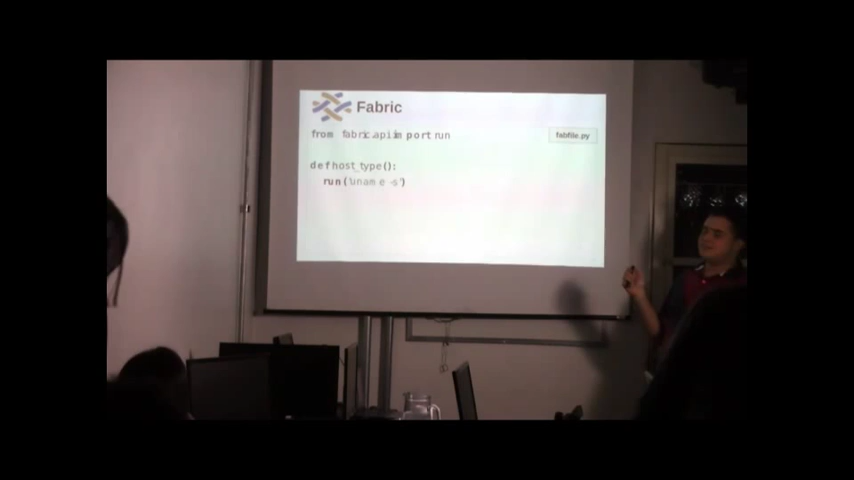 Fabric
from fabric.api import run
fabfile.py
def host_type():
run('uname -s')